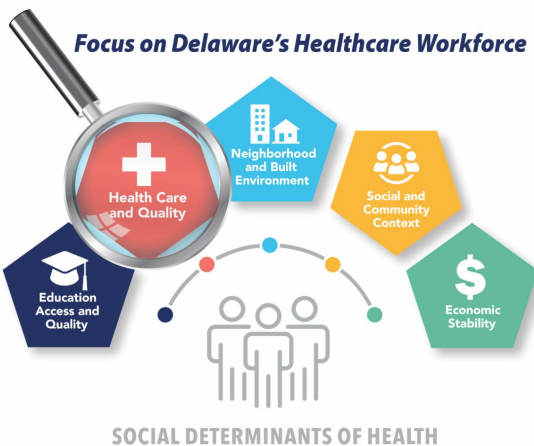 Focus on Delaware's Healthcare Workforce
Neighborhood
and Built
Environment
Health Care
and Quality
Social and
Community
Context
Education
Access and
Quality
$
Economic
Stability
SOCIAL DETERMINANTS OF HEALTH